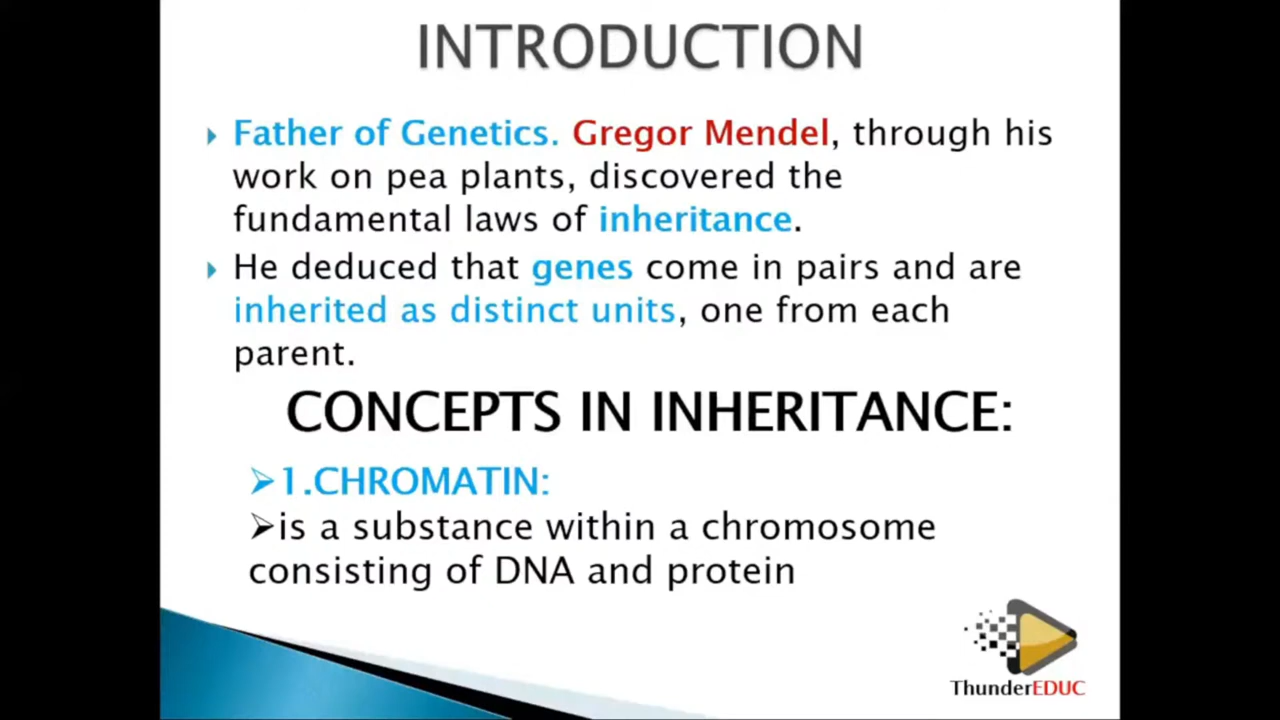 INTRODUCTION
Father of Genetics. Gregor Mendel, through his
work on pea plants, discovered the
fundamental laws of inheritance.
He deduced that genes come in pairs and are
inherited as distinct units, one from each
parent.
CONCEPTS IN INHERITANCE:
1.CHROMATIN:
is a substance within a chromosome
consisting of DNA and protein
ThunderEDUC